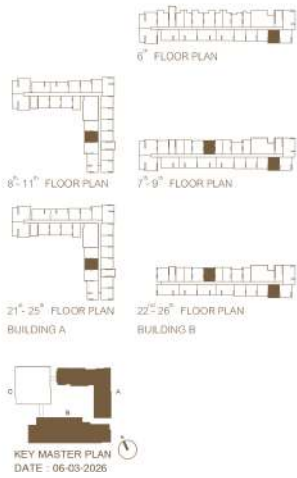 6th FLOOR PLAN
8th- 11th FLOOR PLAN
7th- 9th FLOOR PLAN
21st- 25th FLOOR PLAN
BUILDING A
22nd- 26th FLOOR PLAN
BUILDING B
C
A
B
KEY MASTER PLAN
DATE : 06-03-2026